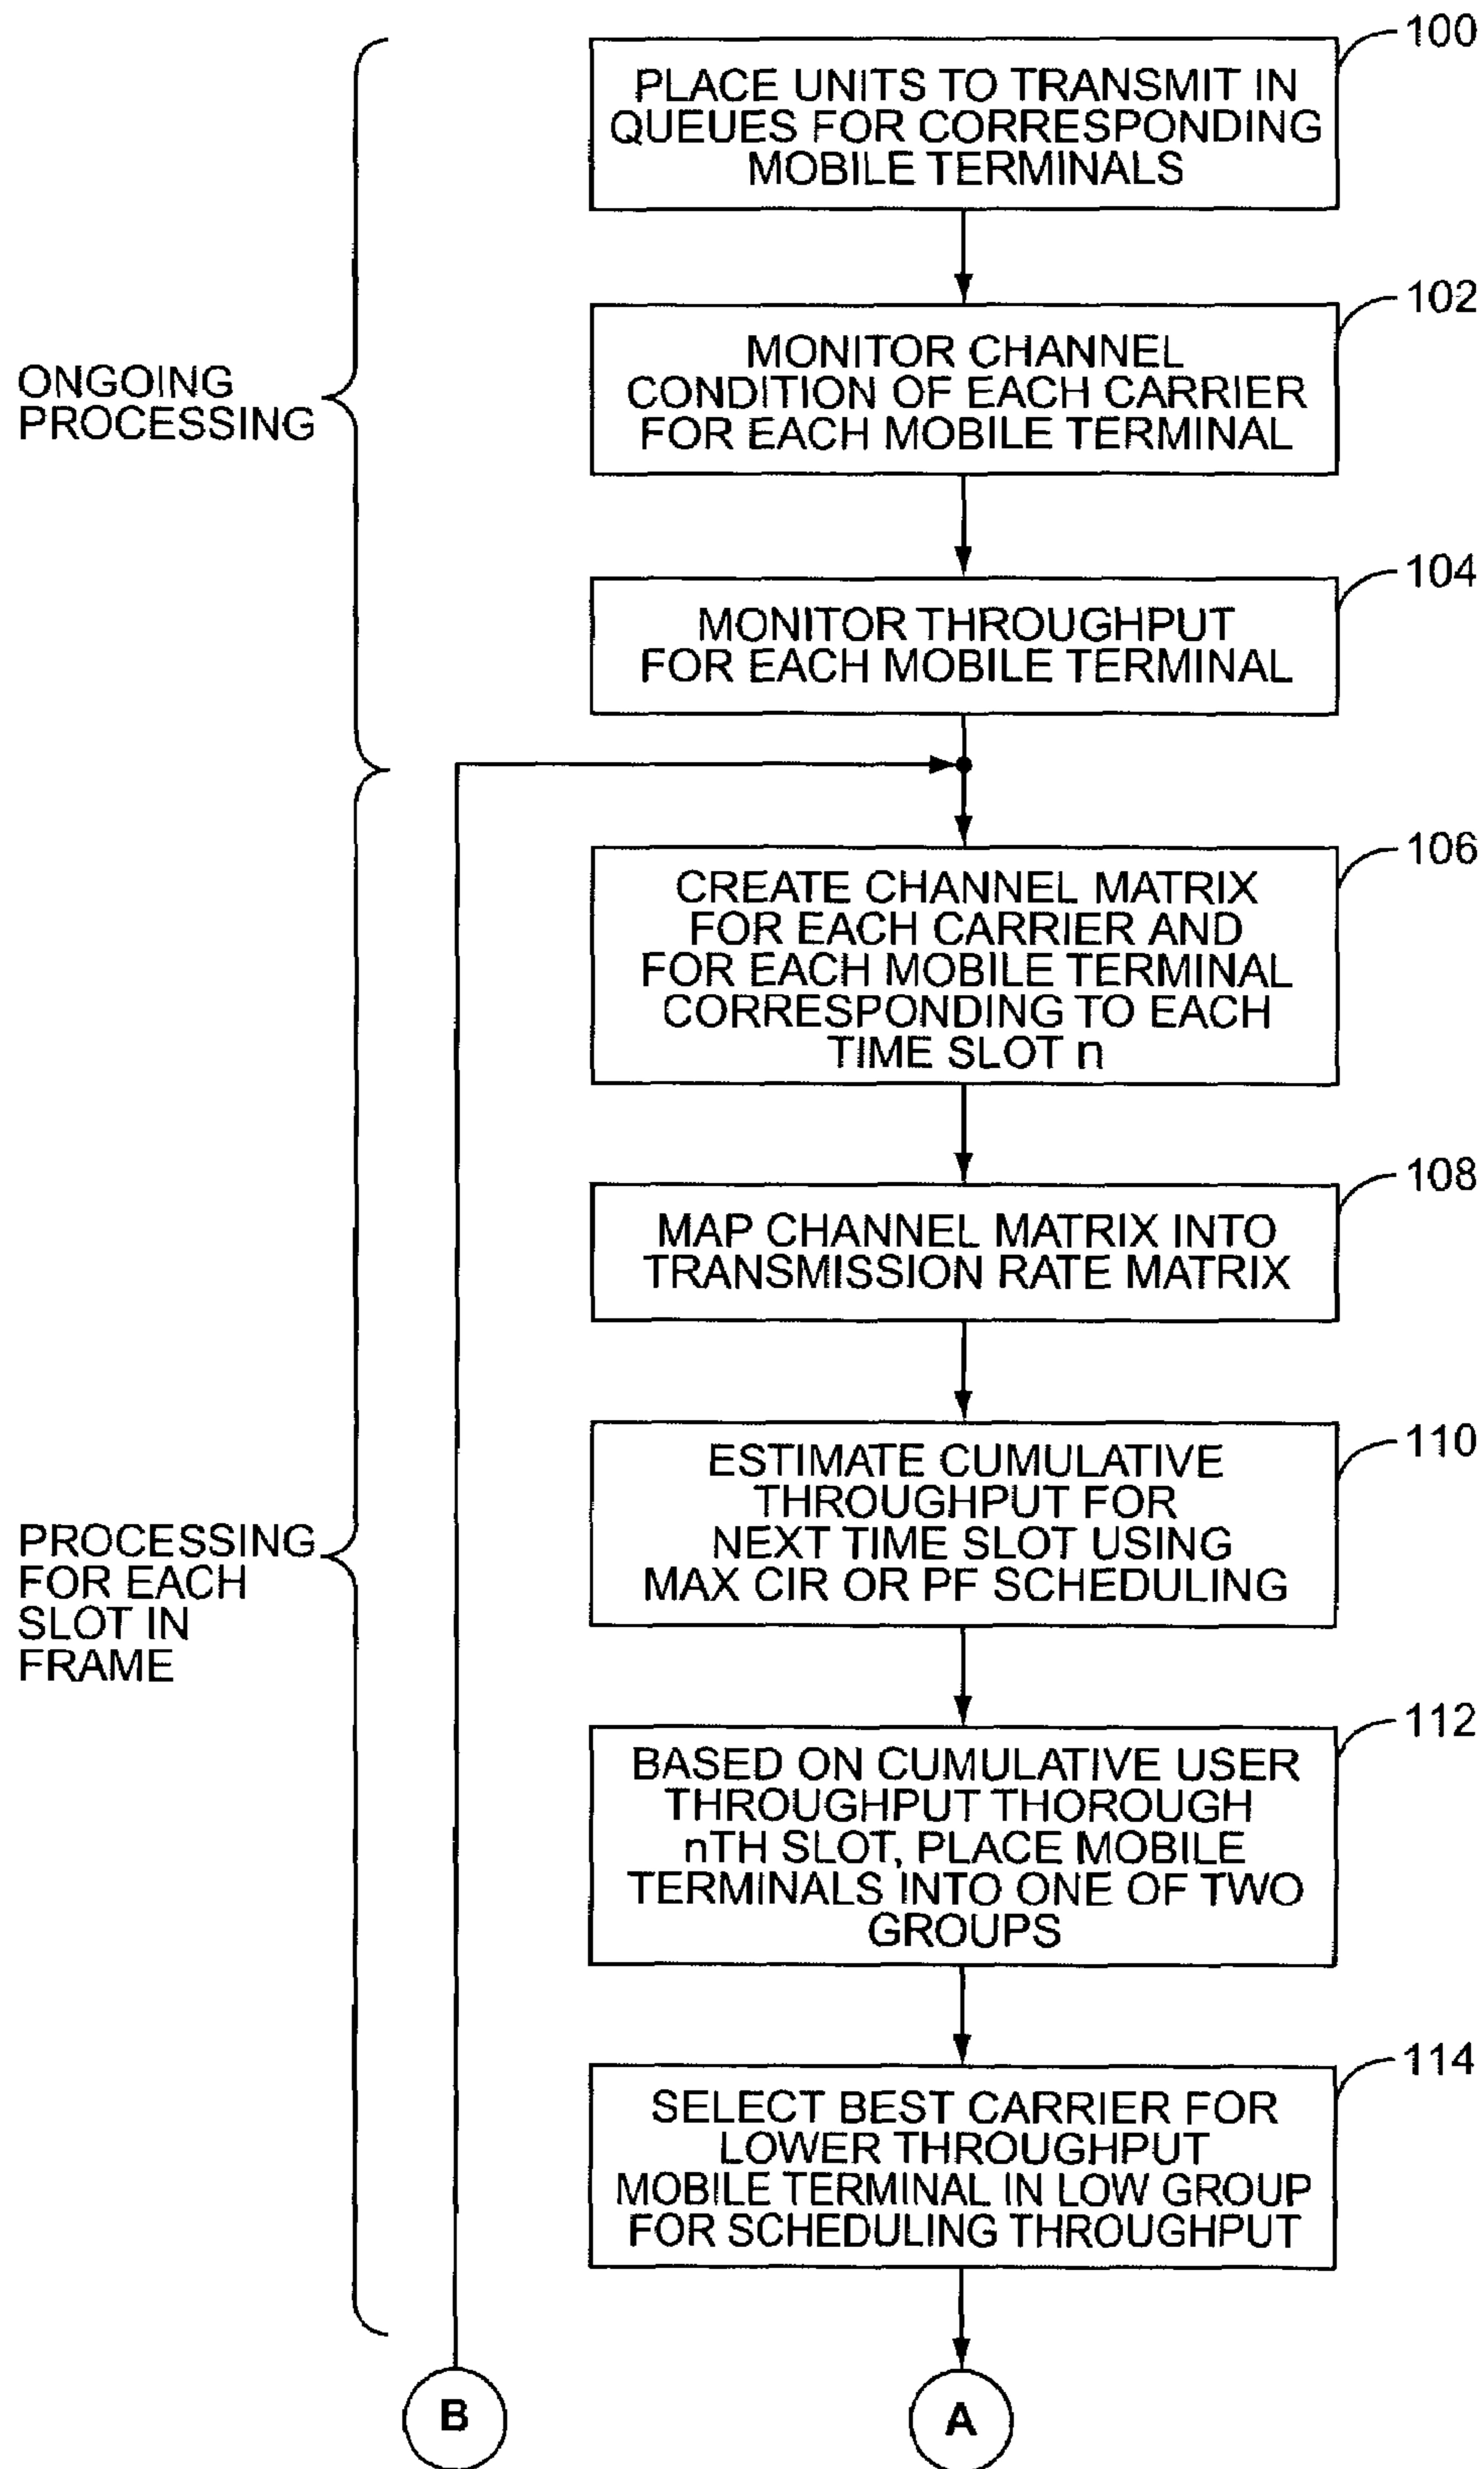 100
PLACE UNITS TO TRANSMIT IN
QUEUES FOR CORRESPONDING
MOBILE TERMINALS
102
MONITOR CHANNEL
CONDITION OF EACH CARRIER
FOR EACH MOBILE TERMINAL
ONGOING
PROCESSING
104
MONITOR THROUGHPUT
FOR EACH MOBILE TERMINAL
106
CREATE CHANNEL MATRIX
FOR EACH CARRIER AND
FOR EACH MOBILE TERMINAL
CORRESPONDING TO EACH
TIME SLOT n
108
MAP CHANNEL MATRIX INTO
TRANSMISSION RATE MATRIX
110
ESTIMATE CUMULATIVE
THROUGHPUT FOR
NEXT TIME SLOT USING
MAX CIR OR PF SCHEDULING
PROCESSING
FOR EACH
SLOT IN
FRAME
112
BASED ON CUMULATIVE USER
THROUGHPUT THOROUGH
nTH SLOT, PLACE MOBILE
TERMINALS INTO ONE OF TWO
GROUPS
114
SELECT BEST CARRIER FOR
LOWER THROUGHPUT
MOBILE TERMINAL IN LOW GROUP
FOR SCHEDULING THROUGHPUT
B
A